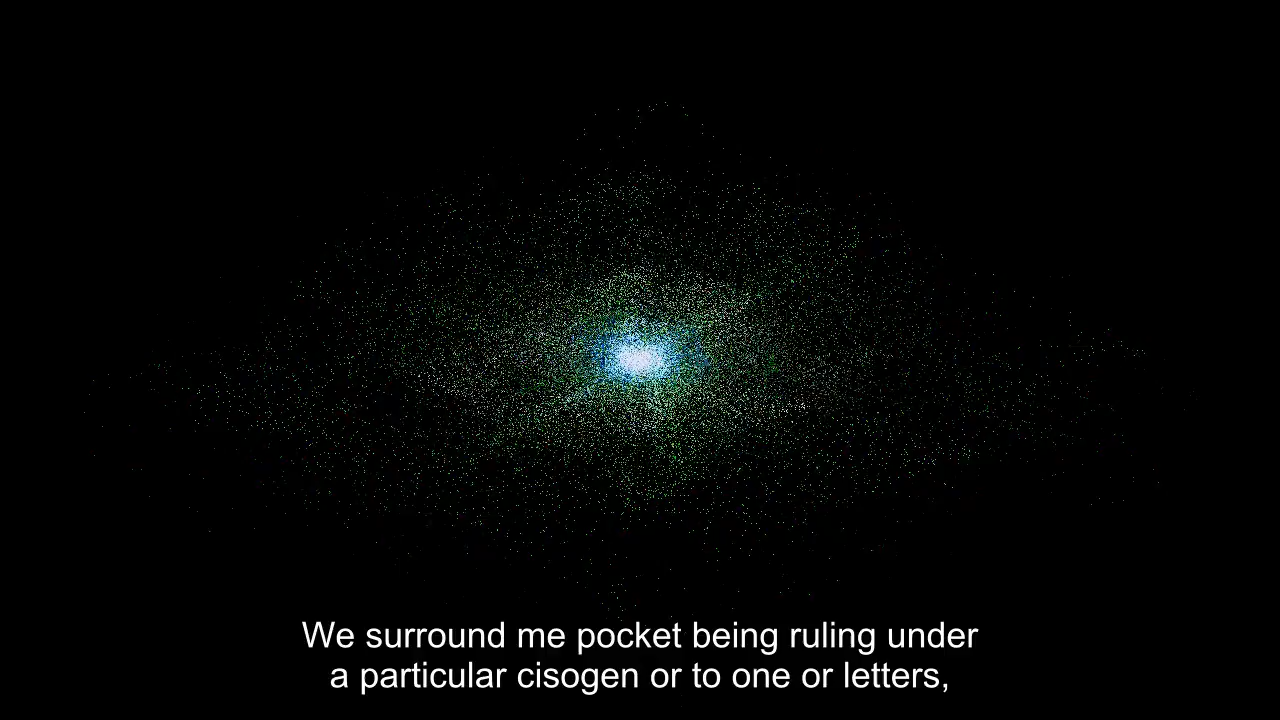 We surround me pocket being ruling under
a particular cisogen or to one or letters,